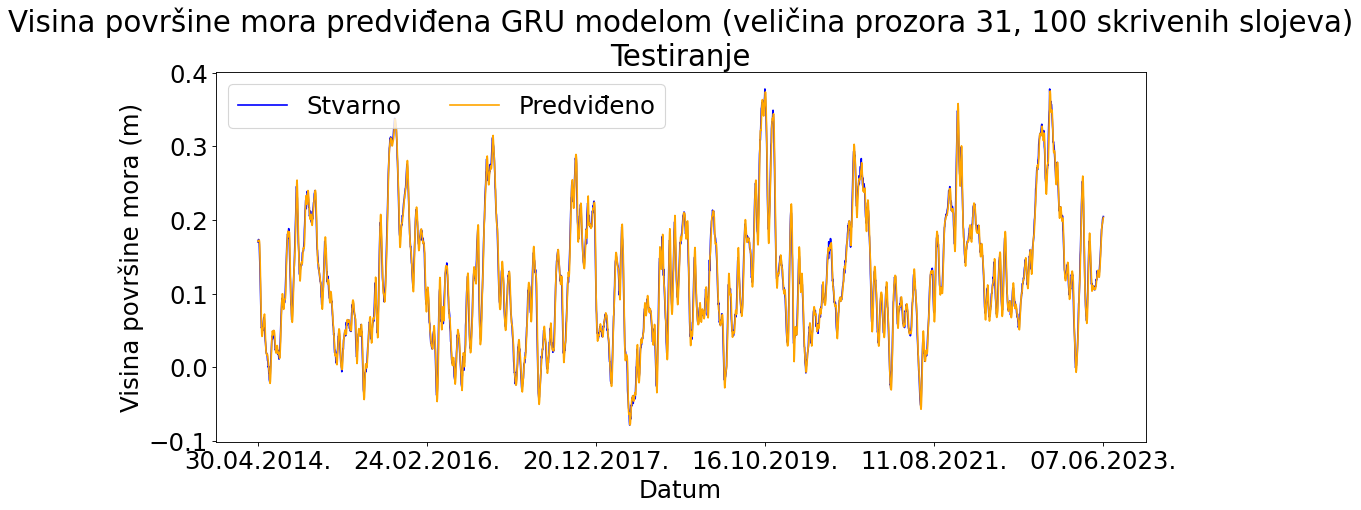 Visina površine mora predviđena GRU modelom (veličina prozora 31, 100 skrivenih slojeva)
Testiranje
Stvarno Predviđeno
Visina površine mora (m)
0.4
0.3
0.2
0.1
0.0
−0.1
30.04.2014. 24.02.2016. 20.12.2017. 16.10.2019. 11.08.2021. 07.06.2023.
Datum